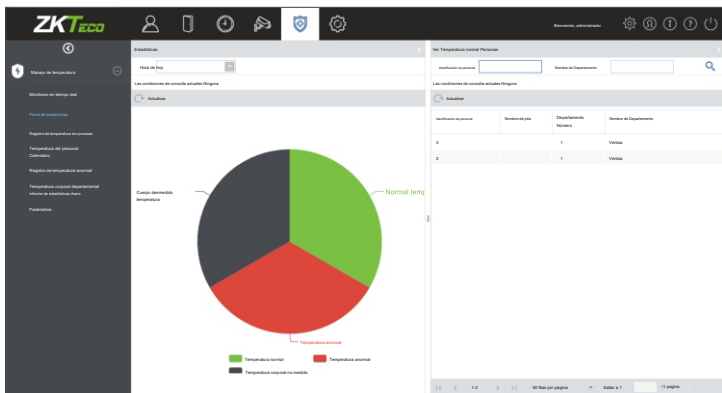 ZKTeco
Bienvenido, administrador
Manejo de temperatura
Monitoreo en tiempo real
Panel de estadísticas
Registro de temperatura sin procesar
Temperatura del personal
Calendario
Registro de temperatura anormal
Temperatura corporal departamental
informe de estadísticas diario
Parámetros
Estadísticas
Hora de hoy
Las condiciones de consulta actuales Ninguna
Actualizar
Cuerpo desmedido
temperatura
Normal temp
Temperatura anormal
Temperatura normal
Temperatura anormal
Temperatura corporal no medida
Ver Temperatura normal Personas
Identificación de personal
Nombre de Departamento
Las condiciones de consulta actuales Ninguna
Actualizar
Identificación de personal
Nombre de pila
Departamento
Número
Nombre de Departamento
3 1 Ventas
2 1 Ventas
1-2
50 filas por página
Saltar a 1
/1 página